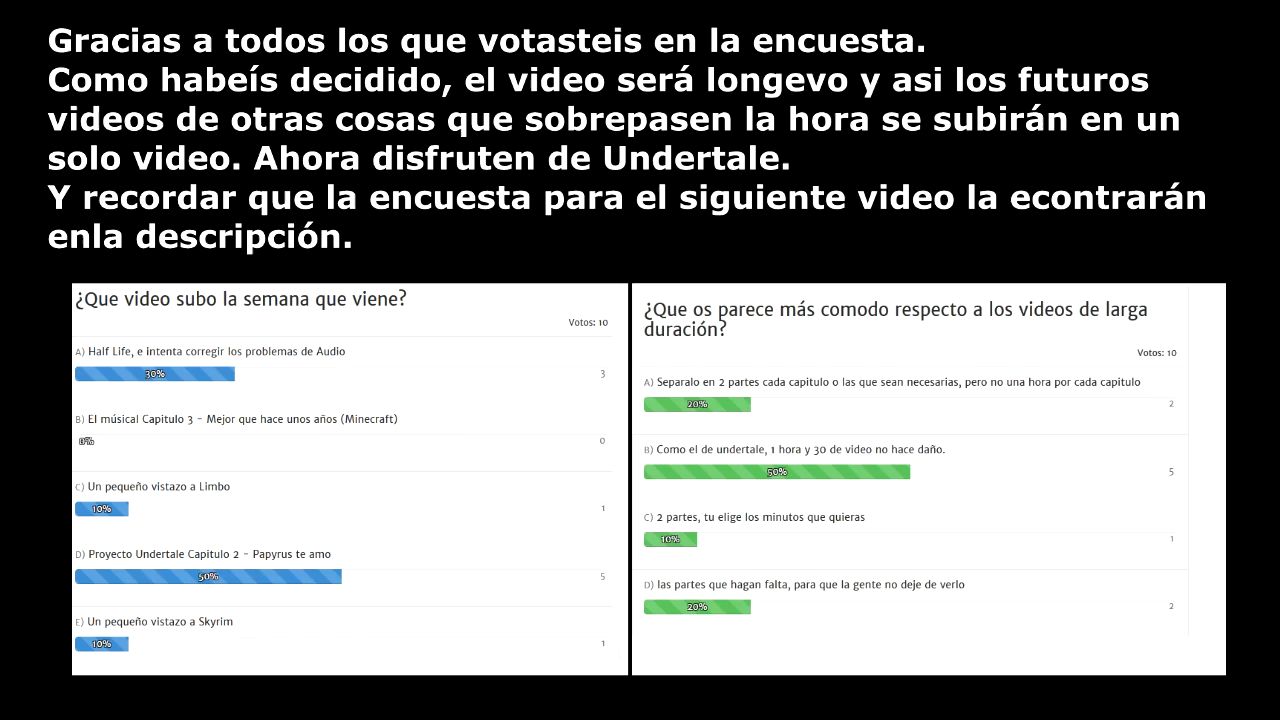 Gracias a todos los que votasteis en la encuesta.
Como habeís decidido, el video será longevo y asi los futuros
videos de otras cosas que sobrepasen la hora se subirán en un
solo video. Ahora disfruten de Undertale.
Y recordar que la encuesta para el siguiente video la econtrarán
enla descripción.
¿Que video subo la semana que viene?
Votos: 10
A) Half Life, e intenta corregir los problemas de Audio
30% 3
B) El músical Capitulo 3 - Mejor que hace unos años (Minecraft)
0% 0
C) Un pequeño vistazo a Limbo
10% 1
D) Proyecto Undertale Capitulo 2 - Papyrus te amo
50% 5
E) Un pequeño vistazo a Skyrim
10% 1
¿Que os parece más comodo respecto a los videos de larga
duración?
Votos: 10
A) Separalo en 2 partes cada capitulo o las que sean necesarias, pero no una hora por cada capitulo
20% 2
B) Como el de undertale, 1 hora y 30 de video no hace daño.
50% 5
C) 2 partes, tu elige los minutos que quieras
10% 1
D) las partes que hagan falta, para que la gente no deje de verlo
20% 2